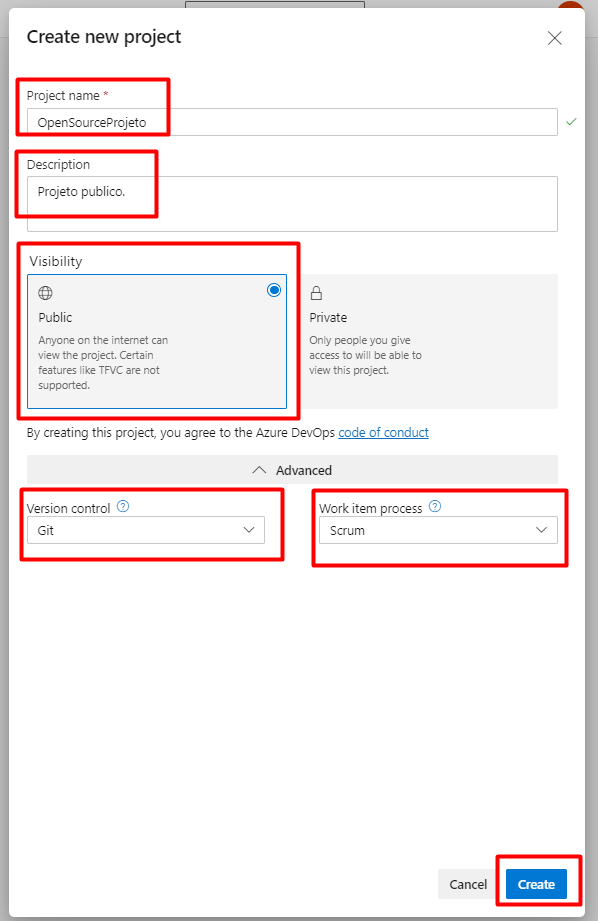 Create new project
Project name *
OpenSourceProjeto
Description
Projeto publico.
Visibility
Public
Anyone on the internet can
view the project. Certain
features like TFVC are not
supported.
Private
Only people you give
access to will be able to
view this project.
By creating this project, you agree to the Azure DevOps code of conduct
Advanced
Version control ?
Git
Work item process ?
Scrum
Cancel
Create